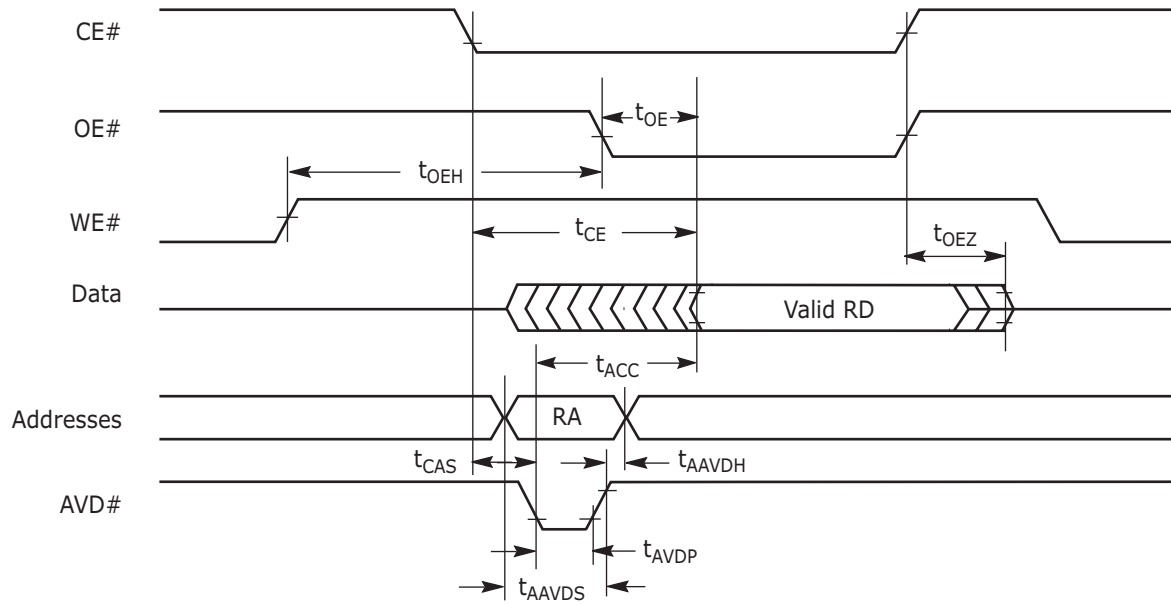 CE#
OE#
tOE
tOEH
WE#
tCE
tOEZ
Data
Valid RD
tACC
Addresses
RA
tCAS
tAAVDH
AVD#
tAVDP
tAAVDS